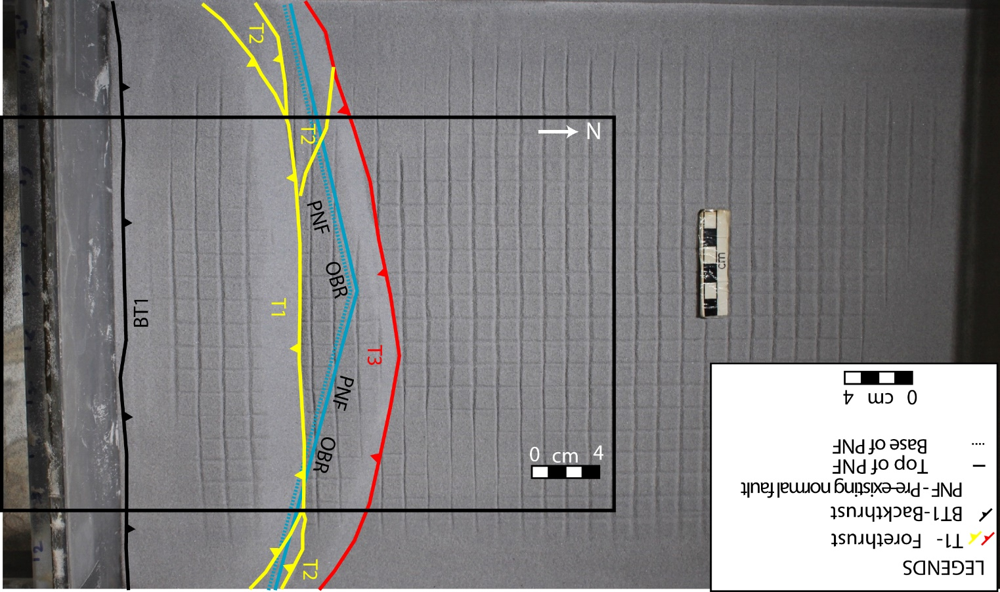 T2
T2
N
PNF
OBR
T1
BT1
T3
PNF
OBR
T2
0 cm 4
cm
LEGENDS
T1- Forethrust
BT1-Backthrust
PNF-Pre-existing normal fault
Top of PNF
Base of PNF
0 cm 4